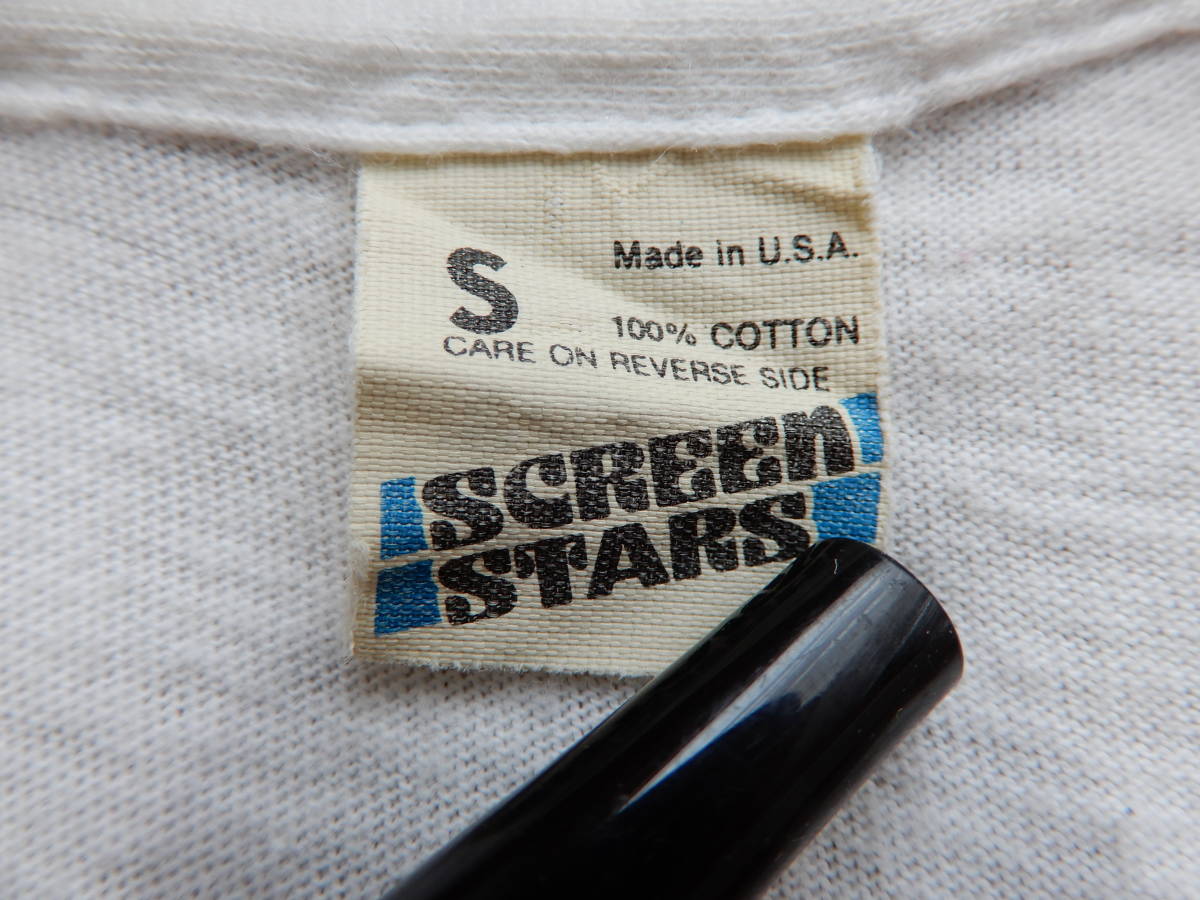 S
Made in U.S.A.
100% COTTON
CARE ON REVERSE SIDE
SCREEN
STARS